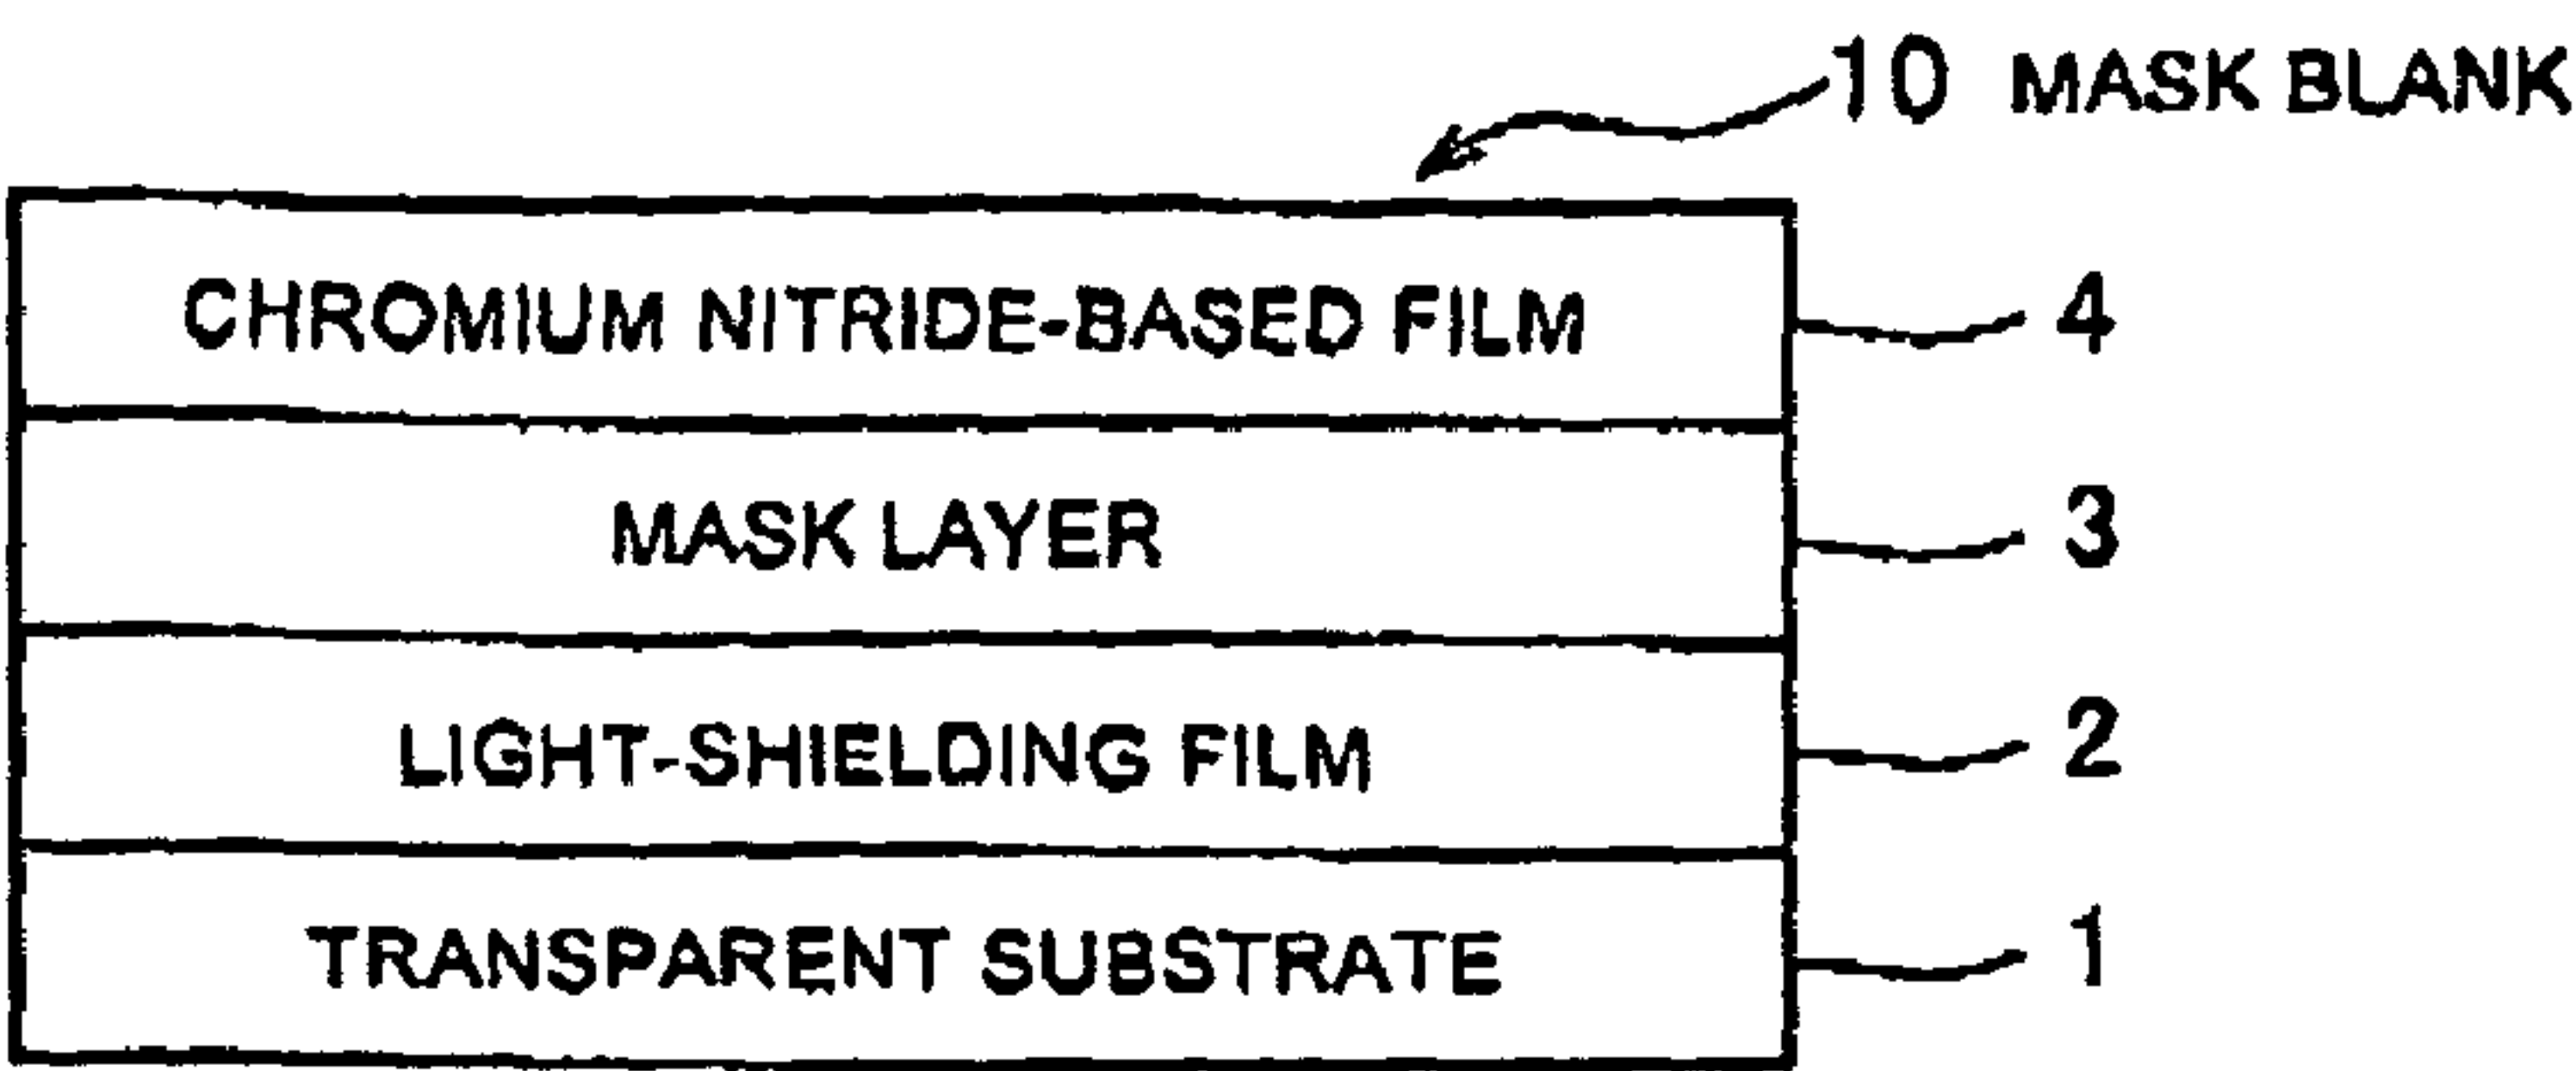 10 MASK BLANK
CHROMIUM NITRIDE-BASED FILM 4
MASK LAYER 3
LIGHT-SHIELDING FILM 2
TRANSPARENT SUBSTRATE 1